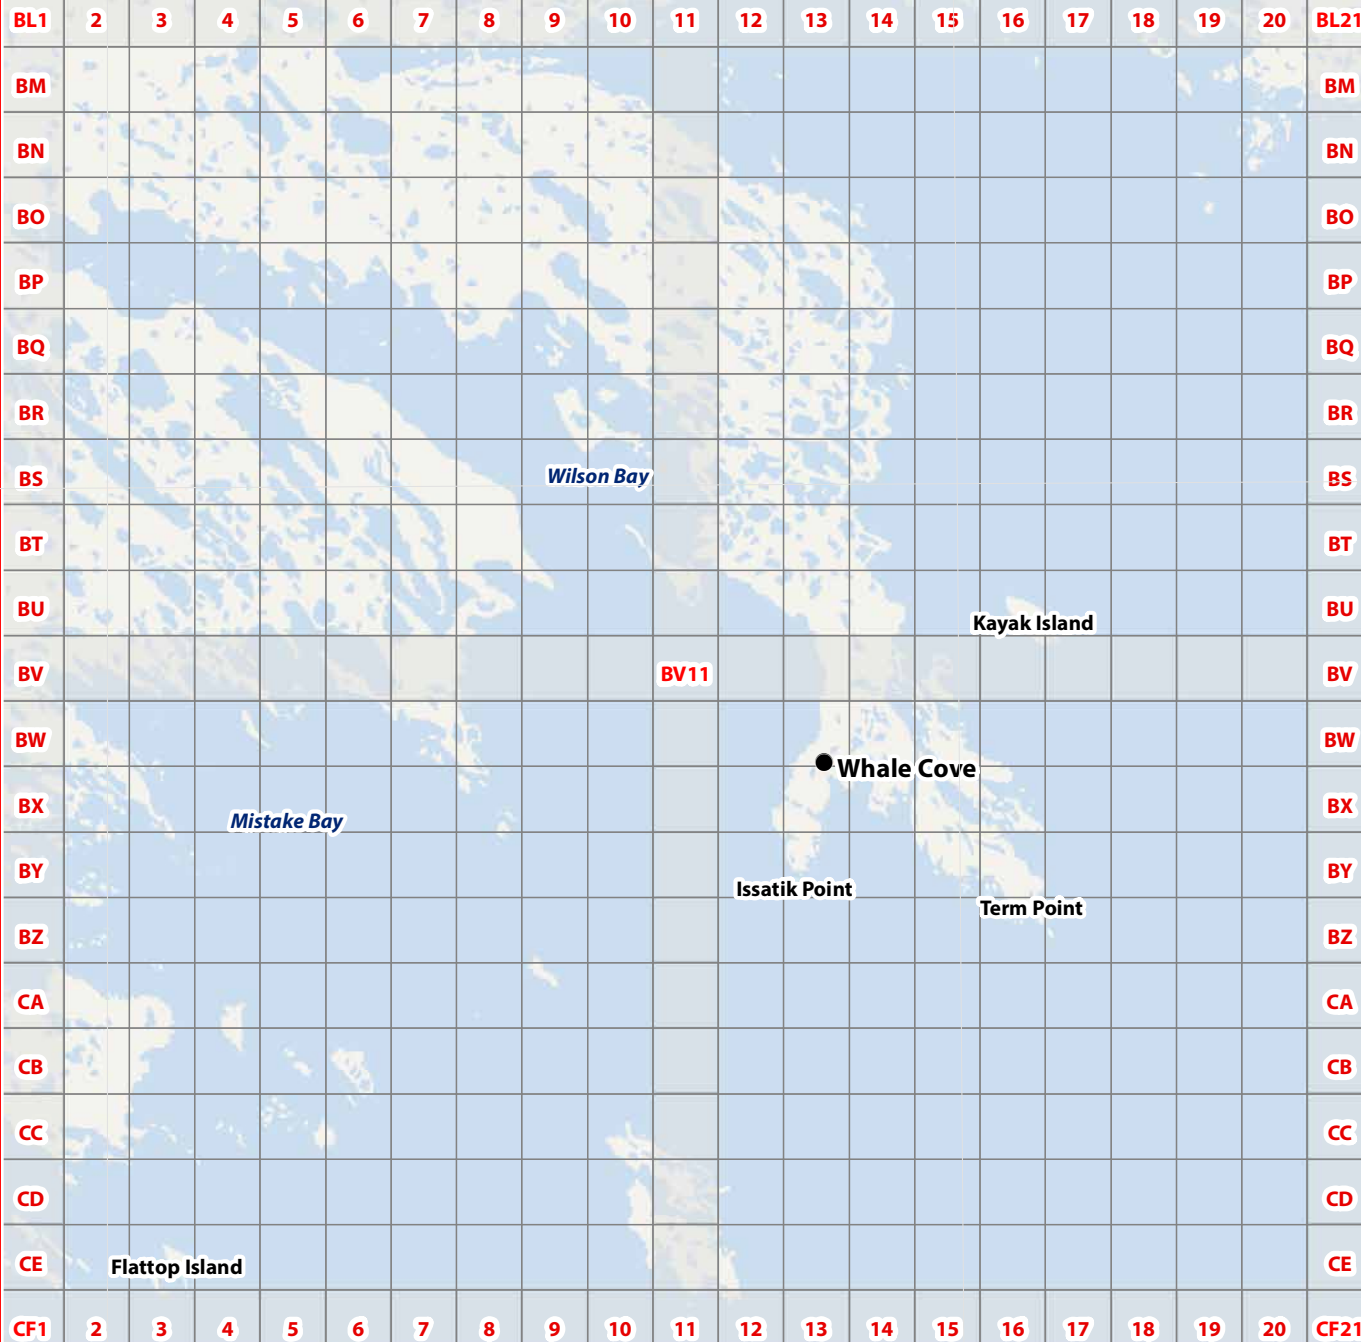 BL1 2 3 4 5 6 7 8 9 10 11 12 13 14 15 16 17 18 19 20 BL21
BM BM
BN BN
BO BO
BP BP
BQ BQ
BR BR
BS Wilson Bay BS
BT BT
BU Kayak Island BU
BV BV11 BV
BW BW
Whale Cove
BX Mistake Bay BX
BY BY
Issatik Point
Term Point
BZ BZ
CA CA
CB CB
CC CC
CD CD
CE Flattop Island CE
CF1 2 3 4 5 6 7 8 9 10 11 12 13 14 15 16 17 18 19 20 CF21